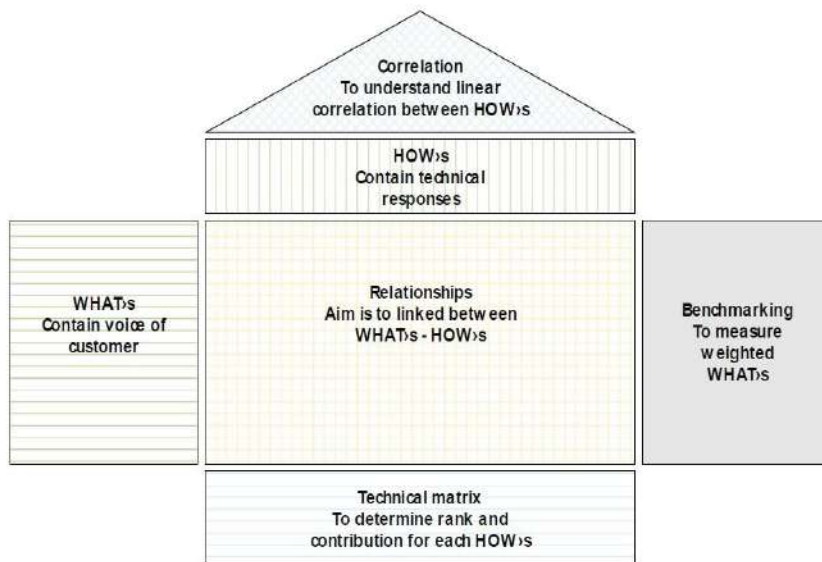 Correlation
To understand linear
correlation between HOW›s
HOW›s
Contain technical
responses
WHAT›s
Contain voice of
customer
Relationships
Aim is to linked between
WHAT›s - HOW›s
Benchmarking
To measure
weighted
WHAT›s
Technical matrix
To determine rank and
contribution for each HOW›s